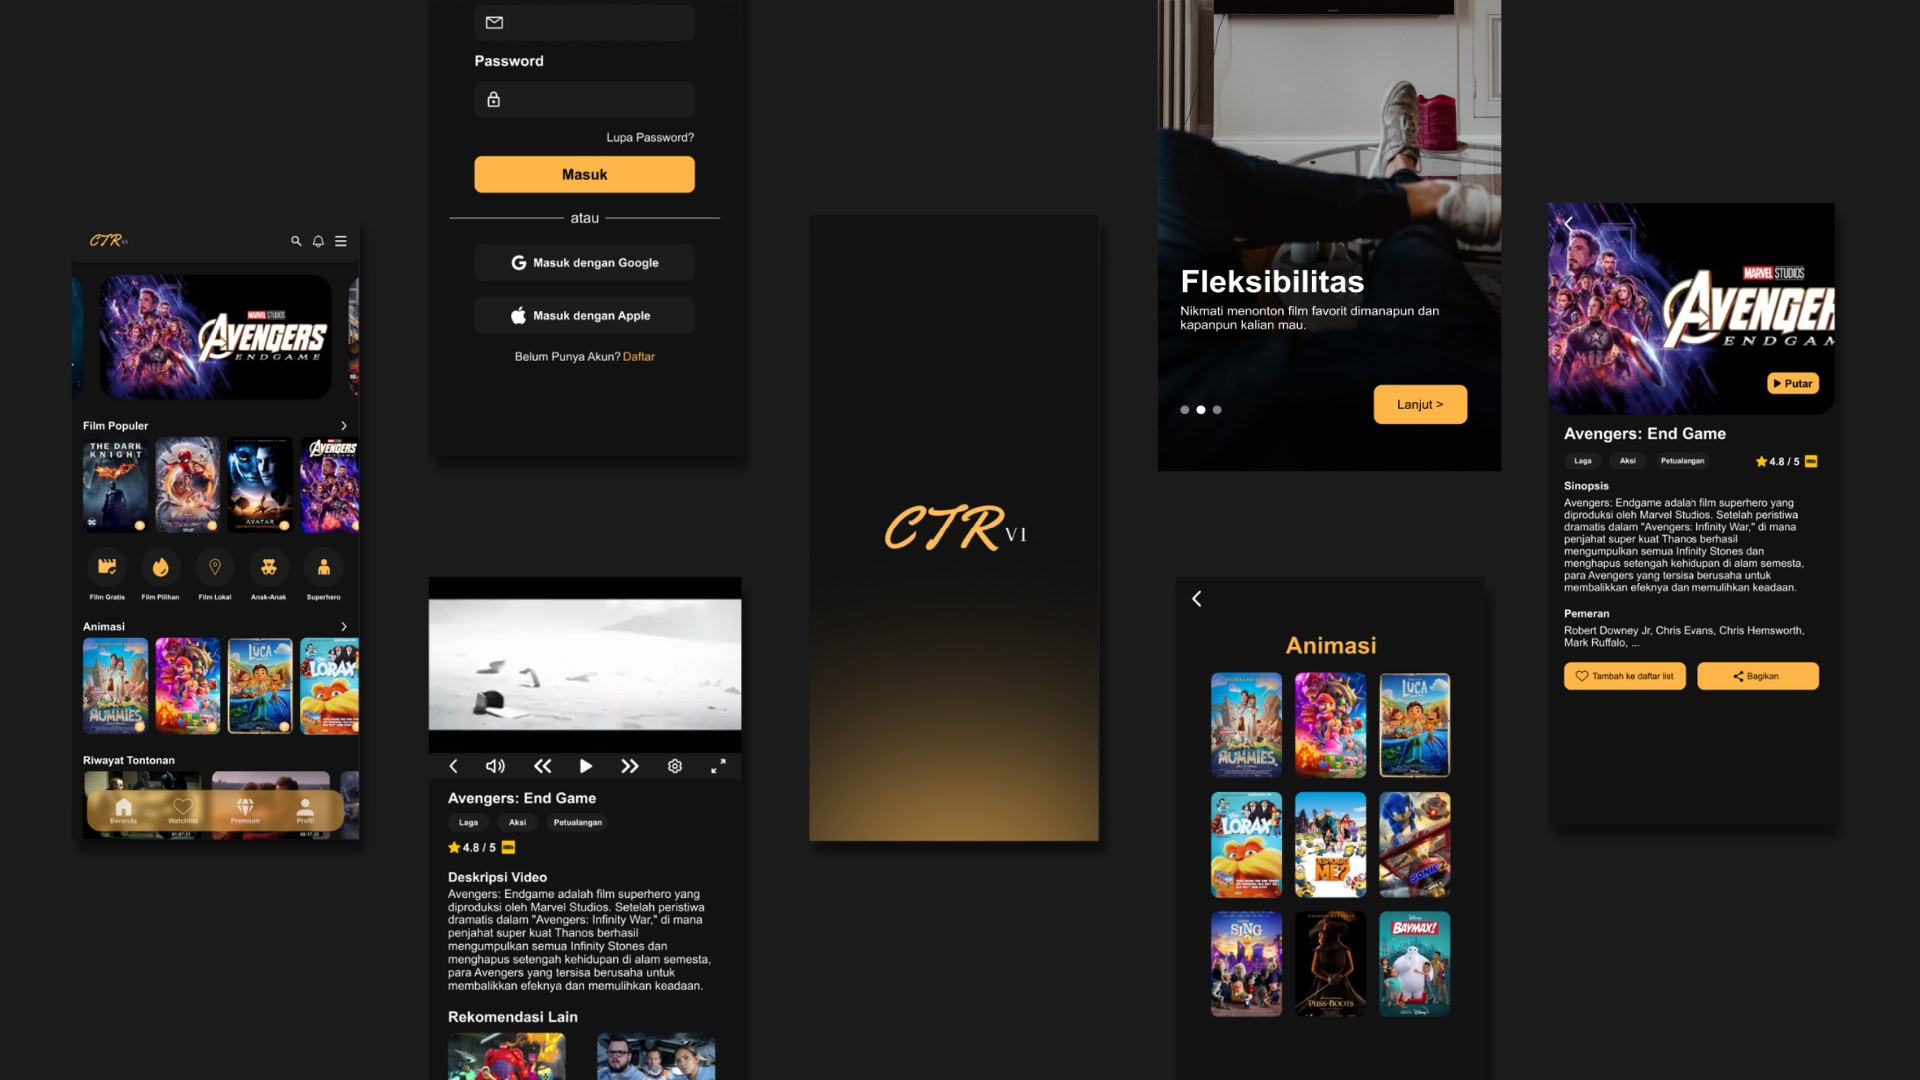 CTR VI
MARVEL STUDIOS
AVENGERS
ENDGAME
Film Populer
THE DARK
KNIGHT
DC
AVATAR
AVENGERS
Film Gratis
Film Pilihan
Film Lokal
Anak-Anak
Superhero
Animasi
MUMMIES
LUCA
THE LORAX
Riwayat Tontonan
Beranda
Watchlist
Premium
Profil
Password
Lupa Password?
Masuk
atau
Masuk dengan Google
Masuk dengan Apple
Belum Punya Akun? Daftar
Avengers: End Game
Laga
Aksi
Petualangan
4.8 / 5
Deskripsi Video
Avengers: Endgame adalah film superhero yang
diproduksi oleh Marvel Studios. Setelah peristiwa
dramatis dalam "Avengers: Infinity War," di mana
penjahat super kuat Thanos berhasil
mengumpulkan semua Infinity Stones dan
menghapus setengah kehidupan di alam semesta,
para Avengers yang tersisa berusaha untuk
membalikkan efeknya dan memulihkan keadaan.
Rekomendasi Lain
CTR VI
Fleksibilitas
Nikmati menonton film favorit dimanapun dan
kapanpun kalian mau.
Lanjut >
Animasi
MUMMIES
LUCA
THE LORAX
DESPICABLE
ME 2
SONIC 2
SING
PUSS IN BOOTS
Disney
BAYMAX!
Disney+
MARVEL STUDIOS
AVENGER
ENDGA
Putar
Avengers: End Game
Laga
Aksi
Petualangan
4.8 / 5
Sinopsis
Avengers: Endgame adalah film superhero yang
diproduksi oleh Marvel Studios. Setelah peristiwa
dramatis dalam "Avengers: Infinity War," di mana
penjahat super kuat Thanos berhasil
mengumpulkan semua Infinity Stones dan
menghapus setengah kehidupan di alam semesta,
para Avengers yang tersisa berusaha untuk
membalikkan efeknya dan memulihkan keadaan.
Pemeran
Robert Downey Jr, Chris Evans, Chris Hemsworth,
Mark Ruffalo, ...
Tambah ke daftar list
Bagikan